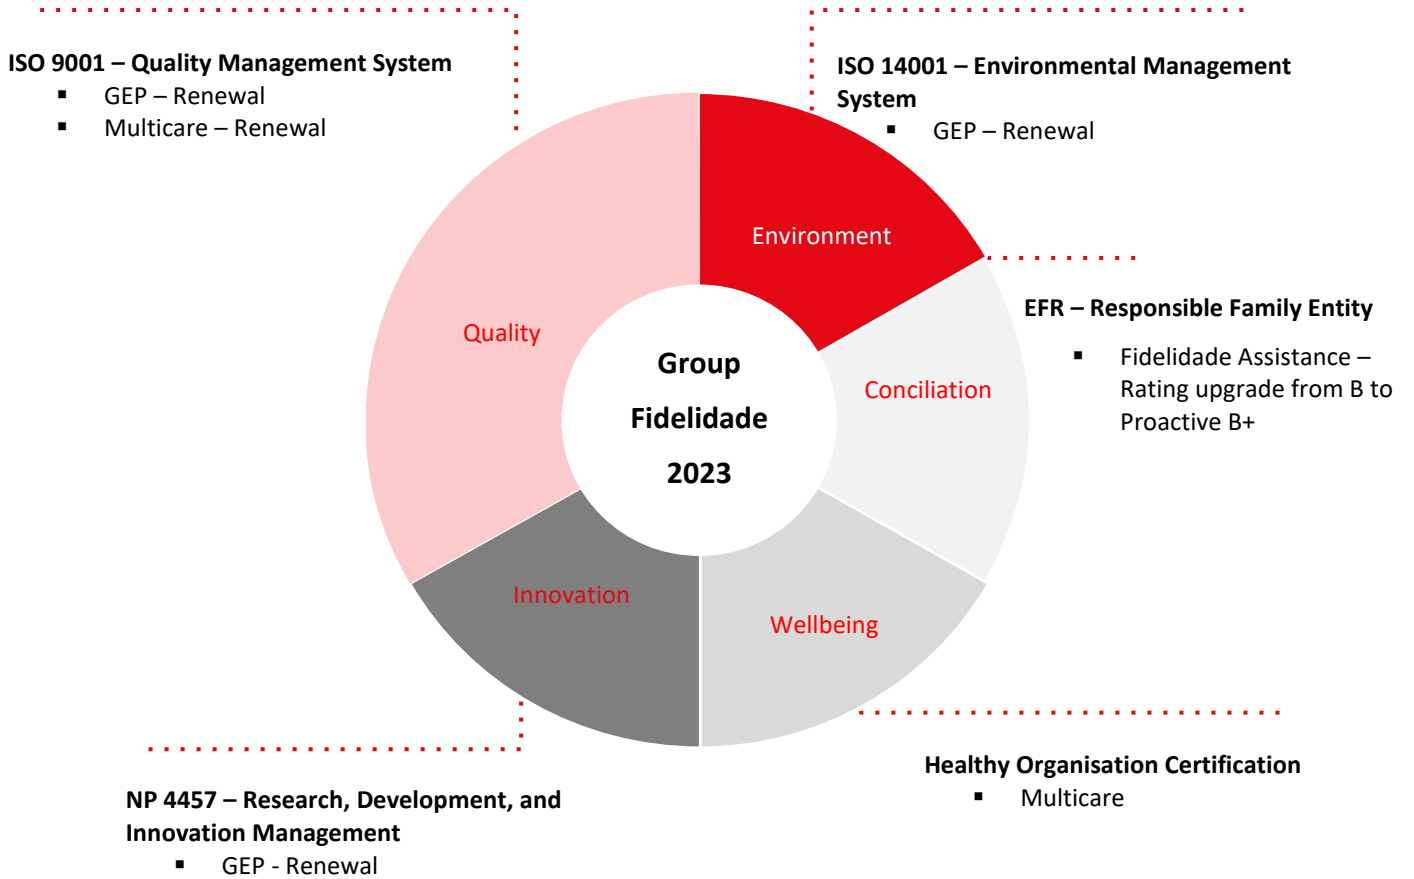 ISO 9001 – Quality Management System
▪ GEP – Renewal
▪ Multicare – Renewal
ISO 14001 – Environmental Management
System
▪ GEP – Renewal
Environment
EFR – Responsible Family Entity
▪ Fidelidade Assistance –
Rating upgrade from B to
Proactive B+
Quality
Conciliation
Group
Fidelidade
2023
Innovation
Wellbeing
Healthy Organisation Certification
▪ Multicare
NP 4457 – Research, Development, and
Innovation Management
▪ GEP - Renewal